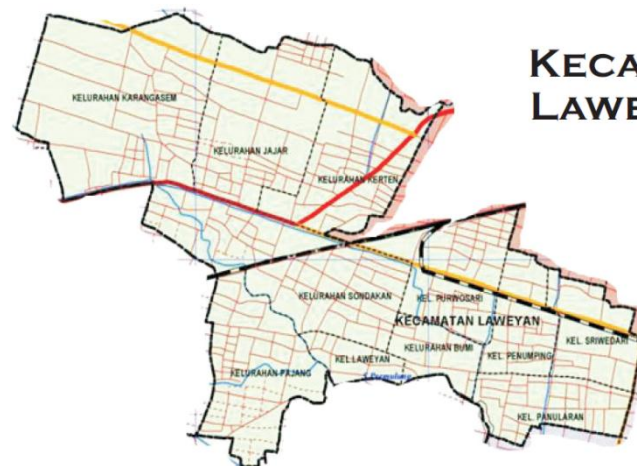 KECA
LAWE
KELURAHAN KARANGASEM
KELURAHAN JAJAR
KELURAHAN KERTEN
KELURAHAN SONDAKAN
KEL. PURWOSARI
KECAMATAN LAWEYAN
KEL. SRIWEDARI
KELURAHAN BUMI
KEL. PENUMPING
KEL.LAWEYAN
KELURAHAN PAJANG
KEL. PANULARAN